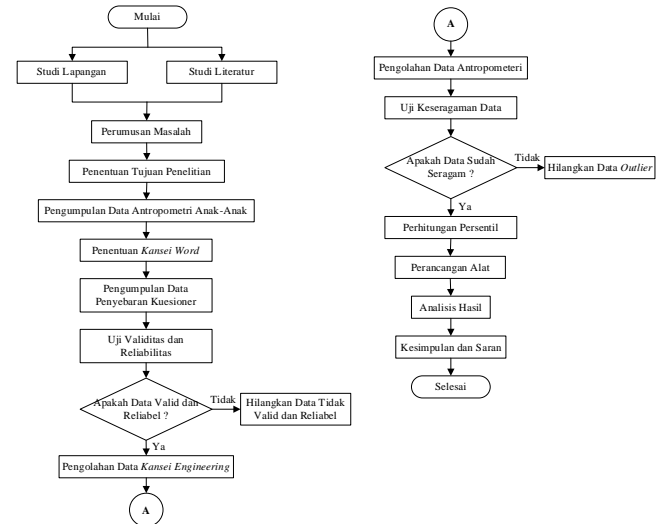 Mulai
Studi Lapangan
Studi Literatur
Perumusan Masalah
Penentuan Tujuan Penelitian
Pengumpulan Data Antropometri Anak-Anak
Penentuan Kansei Word
Pengumpulan Data
Penyebaran Kuesioner
Uji Validitas dan
Reliabilitas
Apakah Data Valid dan
Reliabel ?
Tidak
Hilangkan Data Tidak
Valid dan Reliabel
Ya
Pengolahan Data Kansei Engineering
A
A
Pengolahan Data Antropometeri
Uji Keseragaman Data
Apakah Data Sudah
Seragam ?
Tidak
Hilangkan Data Outlier
Ya
Perhitungan Persentil
Perancangan Alat
Analisis Hasil
Kesimpulan dan Saran
Selesai